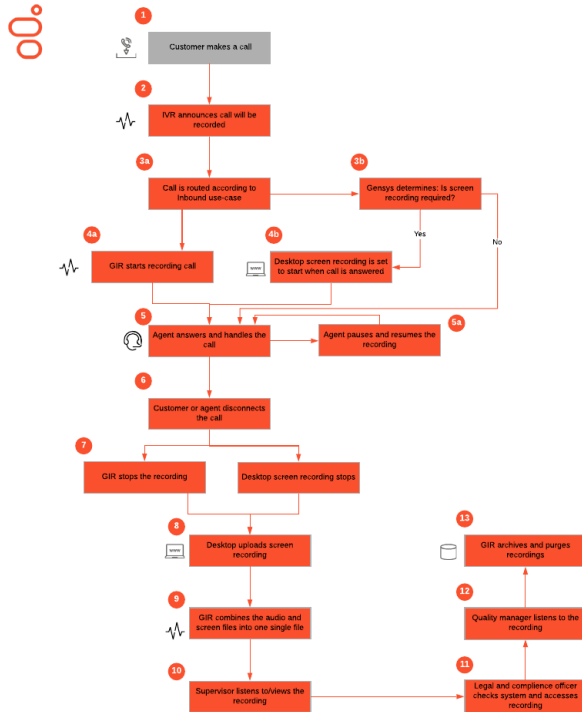 1
Customer makes a call
2
IVR announces call will be
recorded
3a
Call is routed according to
Inbound use-case
3b
Gensys determines: Is screen
recording required?
Yes
No
4a
GIR starts recording call
4b
www
Desktop screen recording is set
to start when call is answered
5
Agent answers and handles the
call
5a
Agent pauses and resumes the
recording
6
Customer or agent disconnects
the call
7
GIR stops the recording
Desktop screen recording stops
8
www
Desktop uploads screen
recording
9
GIR combines the audio and
screen files into one single file
10
Supervisor listens to/views the
recording
11
Legal and complience officer
checks system and accesses
recording
12
Quality manager listens to the
recording
13
GIR archives and purges
recordings